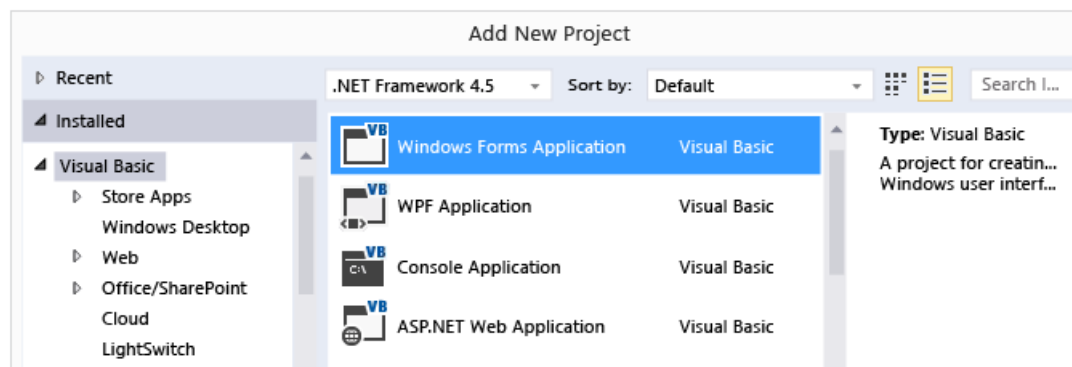 Add New Project
Recent
Installed
Visual Basic
Store Apps
Windows Desktop
Web
Office/SharePoint
Cloud
LightSwitch
.NET Framework 4.5 Sort by: Default Search I...
VB Windows Forms Application Visual Basic
VB WPF Application Visual Basic
VB C:\ Console Application Visual Basic
VB ASP.NET Web Application Visual Basic
Type: Visual Basic
A project for creatin...
Windows user interf...